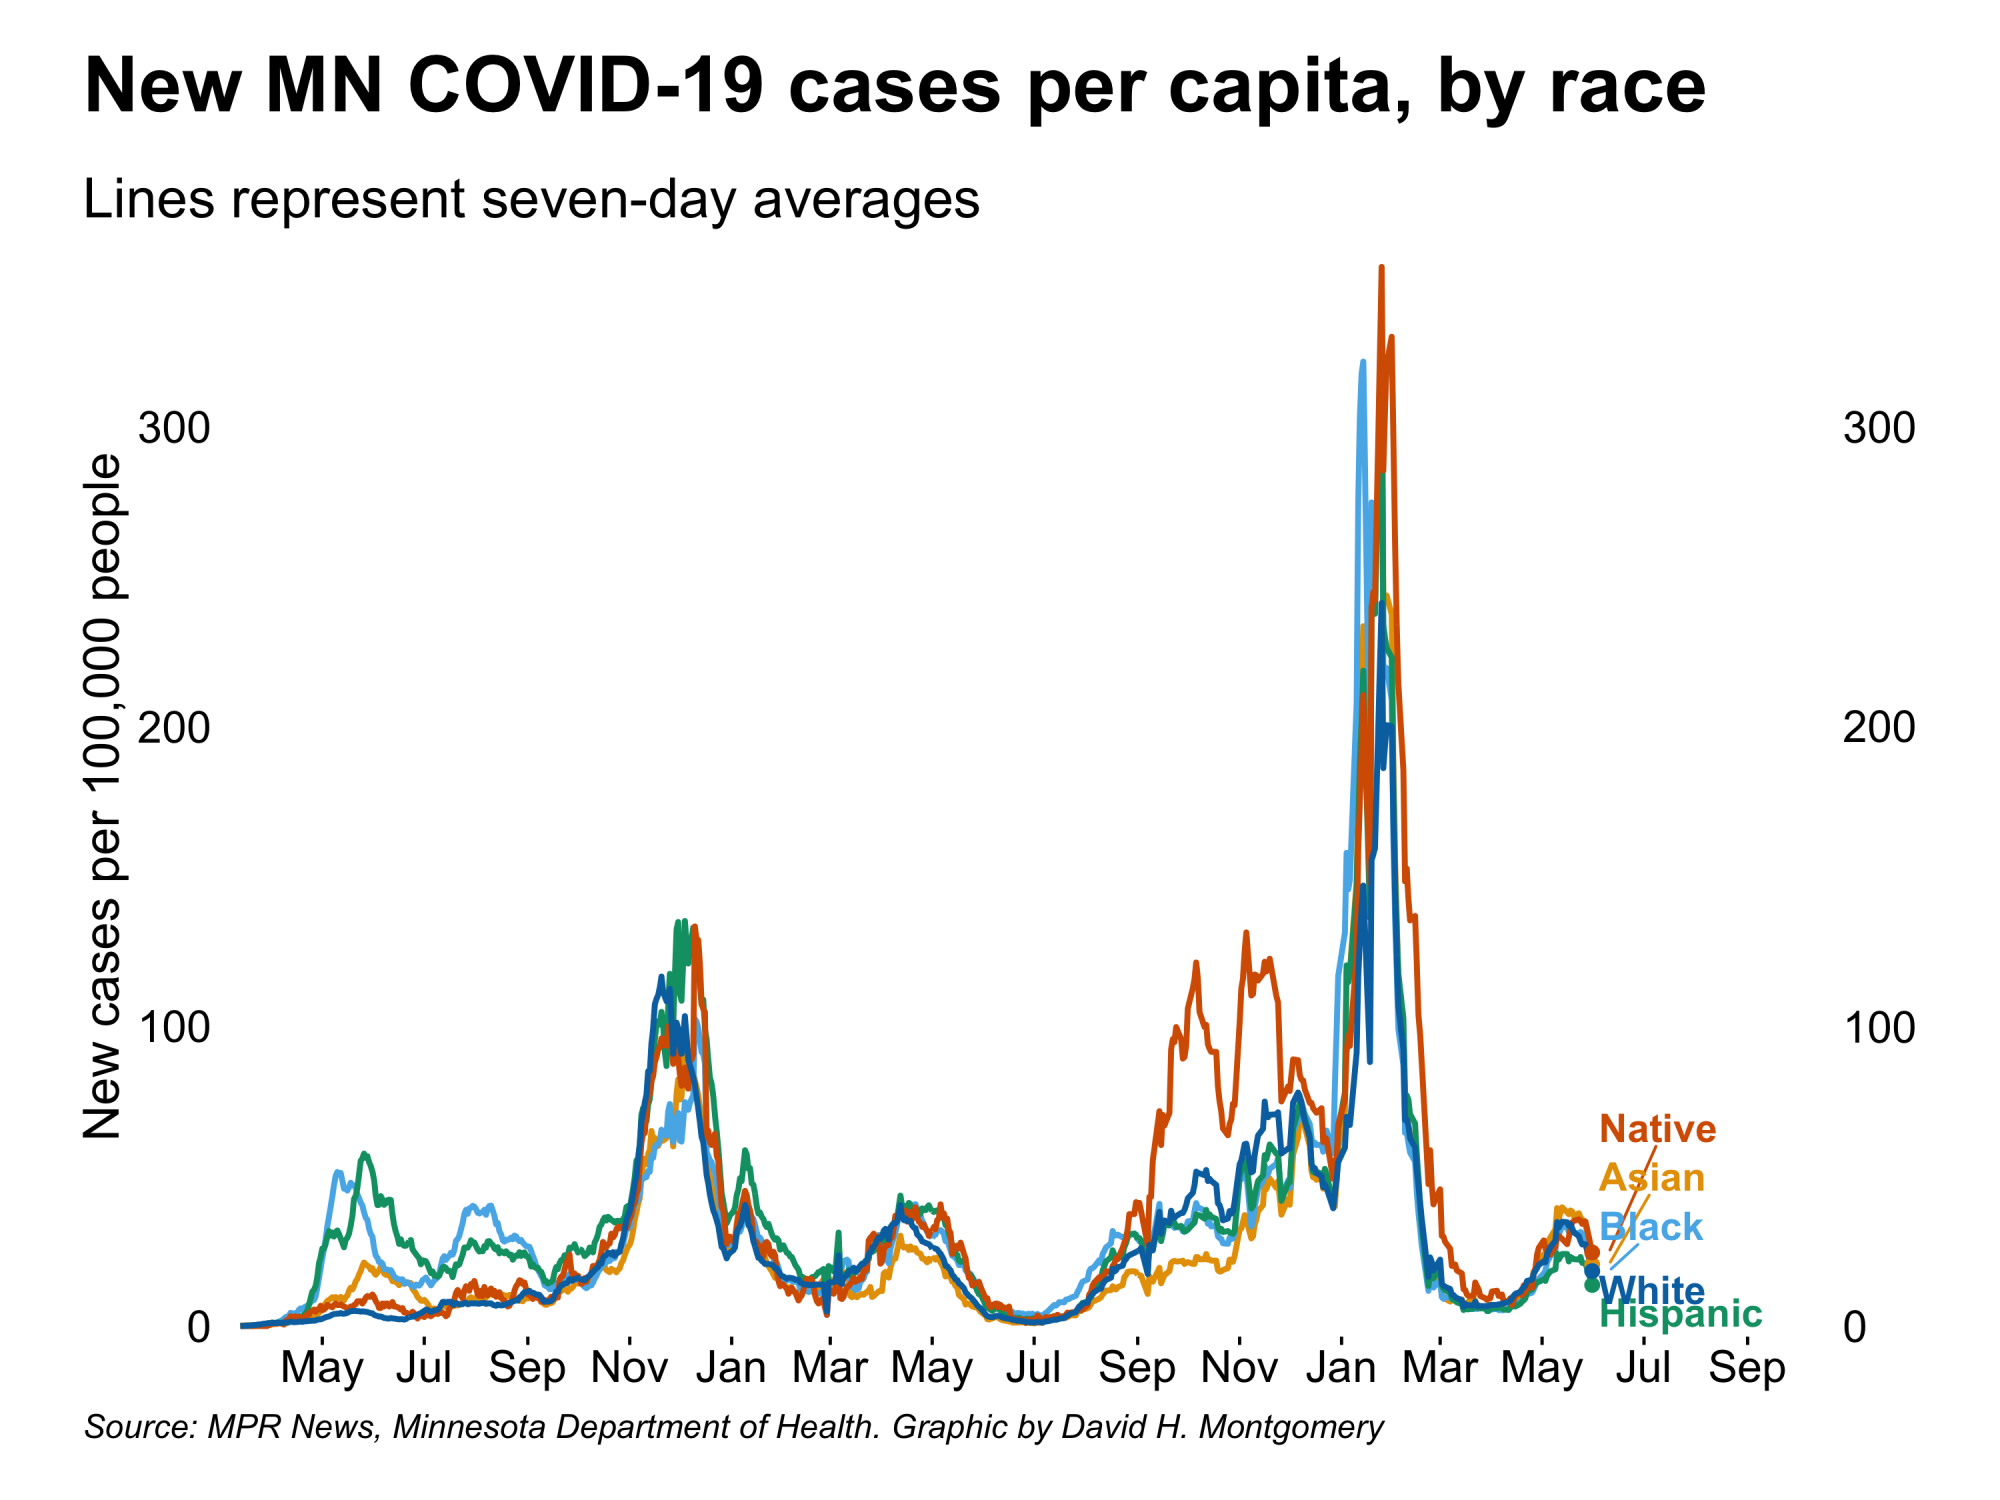 New MN COVID-19 cases per capita, by race
Lines represent seven-day averages
New cases per 100,000 people
300
200
100
0
300
200
100
0
Native
Asian
Black
White
Hispanic
May Jul Sep Nov Jan Mar May Jul Sep Nov Jan Mar May Jul Sep
Source: MPR News, Minnesota Department of Health. Graphic by David H. Montgomery